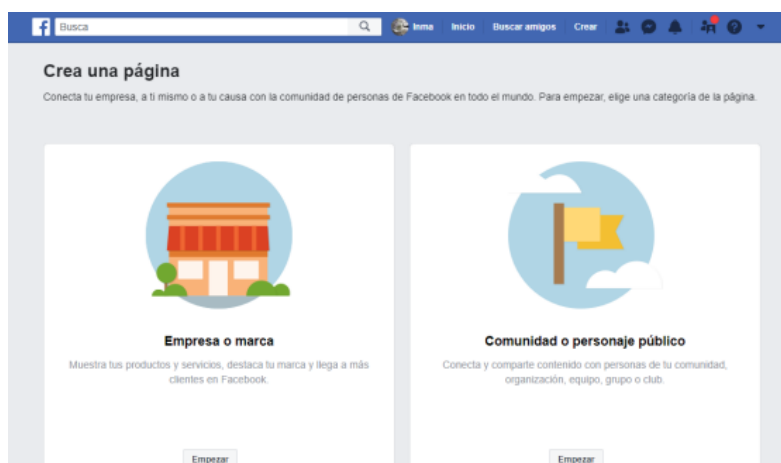 f Busca Inma Inicio Buscar amigos Crear
Crea una página
Conecta tu empresa, a ti mismo o a tu causa con la comunidad de personas de Facebook en todo el mundo. Para empezar, elige una categoría de la página.
Empresa o marca
Muestra tus productos y servicios, destaca tu marca y llega a más
clientes en Facebook.
Empezar
Comunidad o personaje público
Conecta y comparte contenido con personas de tu comunidad,
organización, equipo, grupo o club.
Empezar